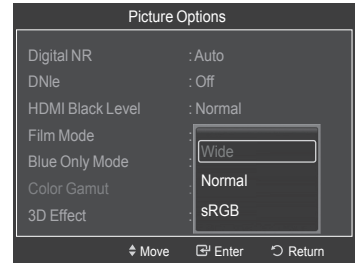 Picture Options
Digital NR : Auto
DNIe : Off
HDMI Black Level : Normal
Film Mode :
Wide
Blue Only Mode :
Normal
Color Gamut :
sRGB
3D Effect :
Move Enter Return